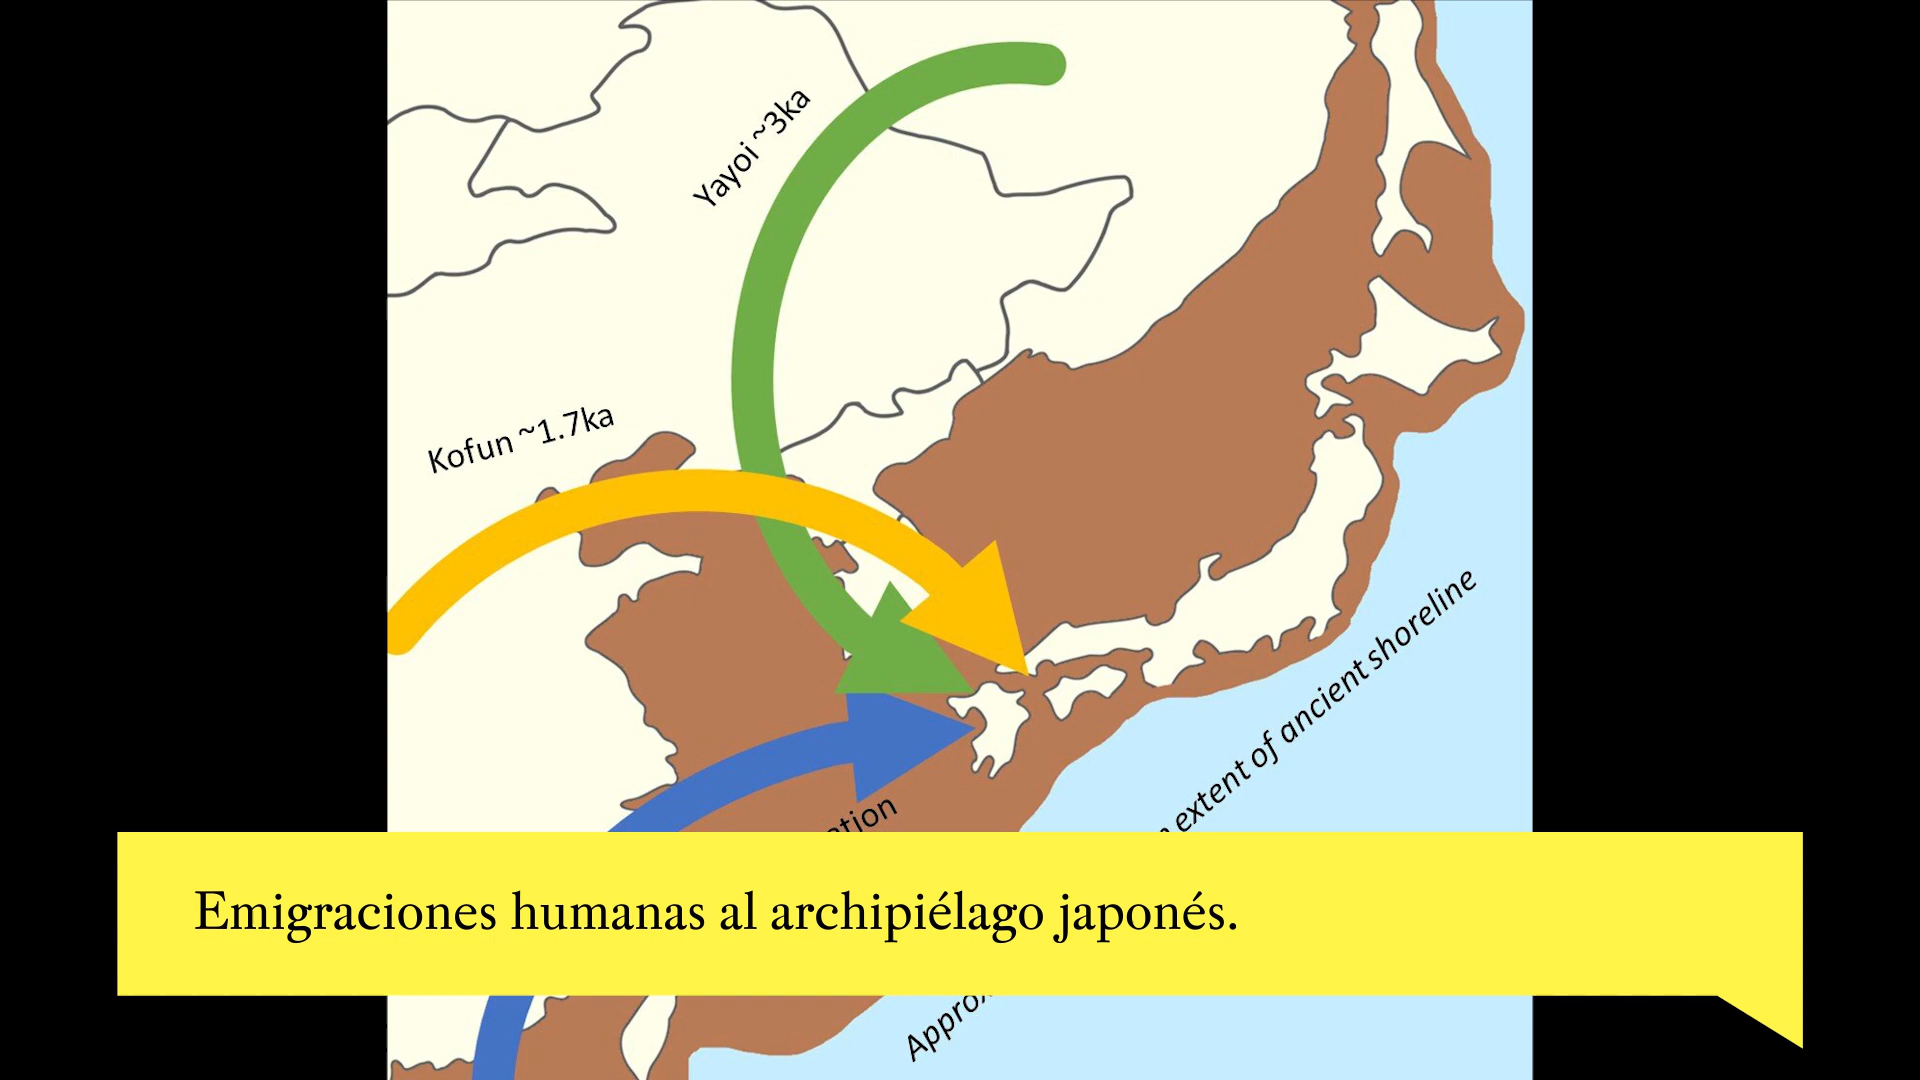 Yayoi ~3ka
Kofun ~1.7ka
extent of ancient shoreline
Emigraciones humanas al archipiélago japonés.